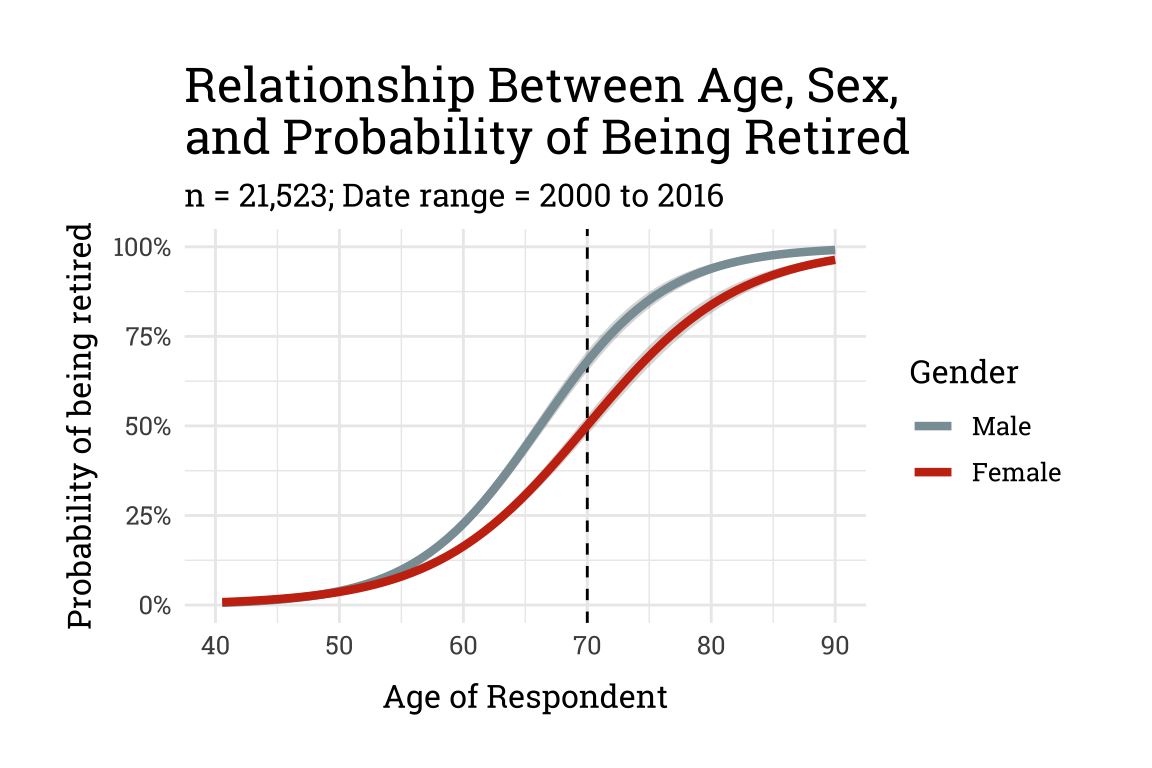 Relationship Between Age, Sex,
and Probability of Being Retired
n = 21,523; Date range = 2000 to 2016
Probability of being retired
100%
75%
50%
25%
0%
40 50 60 70 80 90
Age of Respondent
Gender
Male
Female